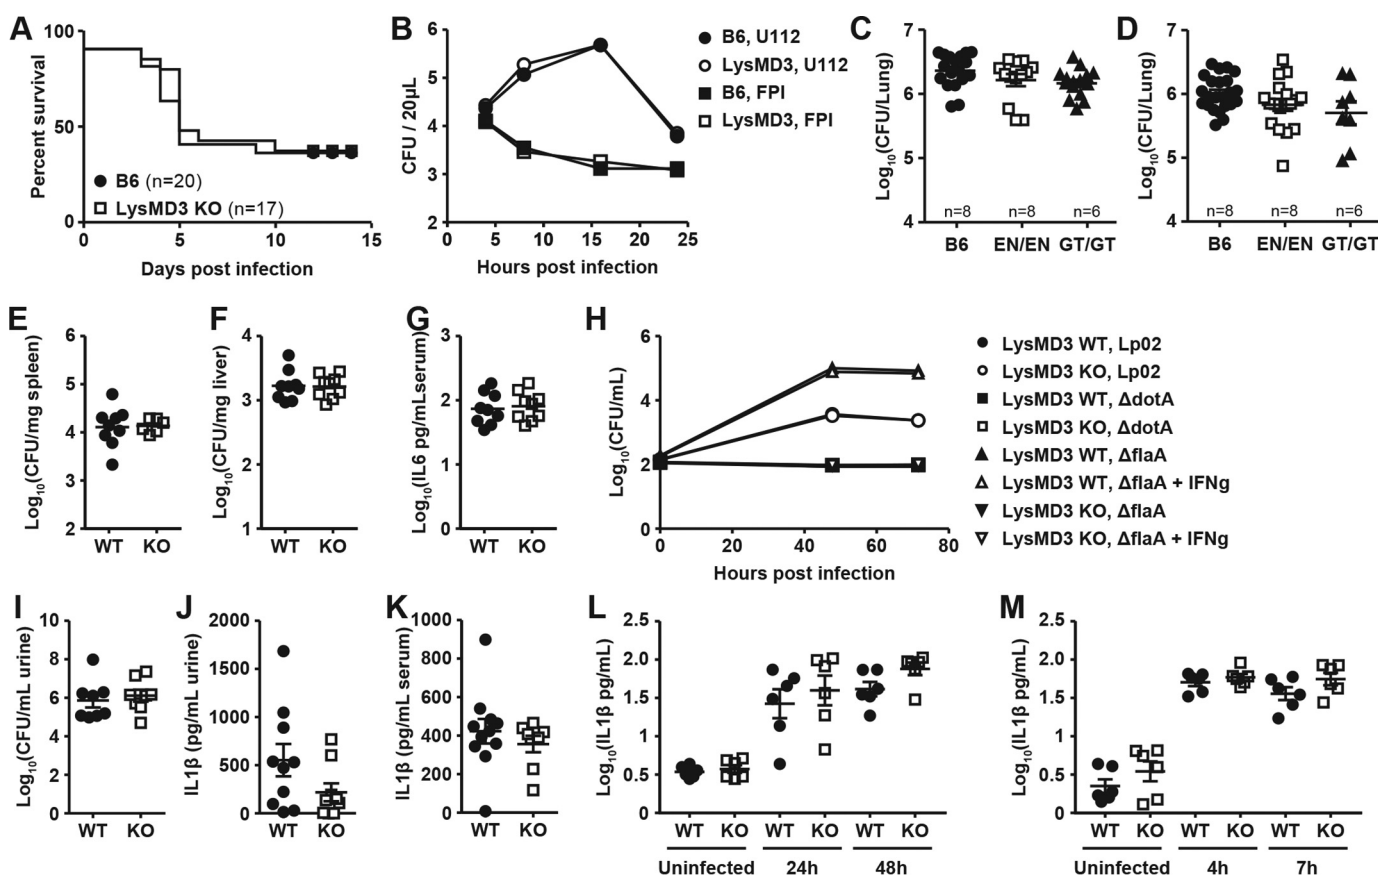 A
100
50
0
Percent survival
B6 (n=20)
LysMD3 KO (n=17)
0 5 10 15
Days post infection
B
6
5
4
3
2
CFU / 20µL
0 5 10 15 20 25
Hours post infection
B6, U112
LysMD3, U112
B6, FPI
LysMD3, FPI
C
7
6
5
4
Log10(CFU/Lung)
n=8 n=8 n=6
B6 EN/EN GT/GT
D
7
6
5
4
Log10(CFU/Lung)
n=8 n=8 n=6
B6 EN/EN GT/GT
E
6
5
4
3
2
Log10(CFU/mg spleen)
WT KO
F
4
3
2
1
Log10(CFU/mg liver)
WT KO
G
3
2
1
0
Log10(IL6 pg/mLserum)
WT KO
H
6
4
2
0
Log10(CFU/mL)
0 20 40 60 80
Hours post infection
LysMD3 WT, Lp02
LysMD3 KO, Lp02
LysMD3 WT, ΔdotA
LysMD3 KO, ΔdotA
LysMD3 WT, ΔflaA
LysMD3 WT, ΔflaA + IFNg
LysMD3 KO, ΔflaA
LysMD3 KO, ΔflaA + IFNg
I
10
8
6
4
2
0
Log10(CFU/mL urine)
WT KO
J
2000
1500
1000
500
0
IL1β (pg/mL urine)
WT KO
K
1000
800
600
400
200
0
IL1β (pg/mL serum)
WT KO
L
2.5
2.0
1.5
1.0
0.5
0
Log10(IL1β pg/mL)
WT KO WT KO WT KO
Uninfected 24h 48h
M
2.5
2.0
1.5
1.0
0.5
0
Log10(IL1β pg/mL)
WT KO WT KO WT KO
Uninfected 4h 7h